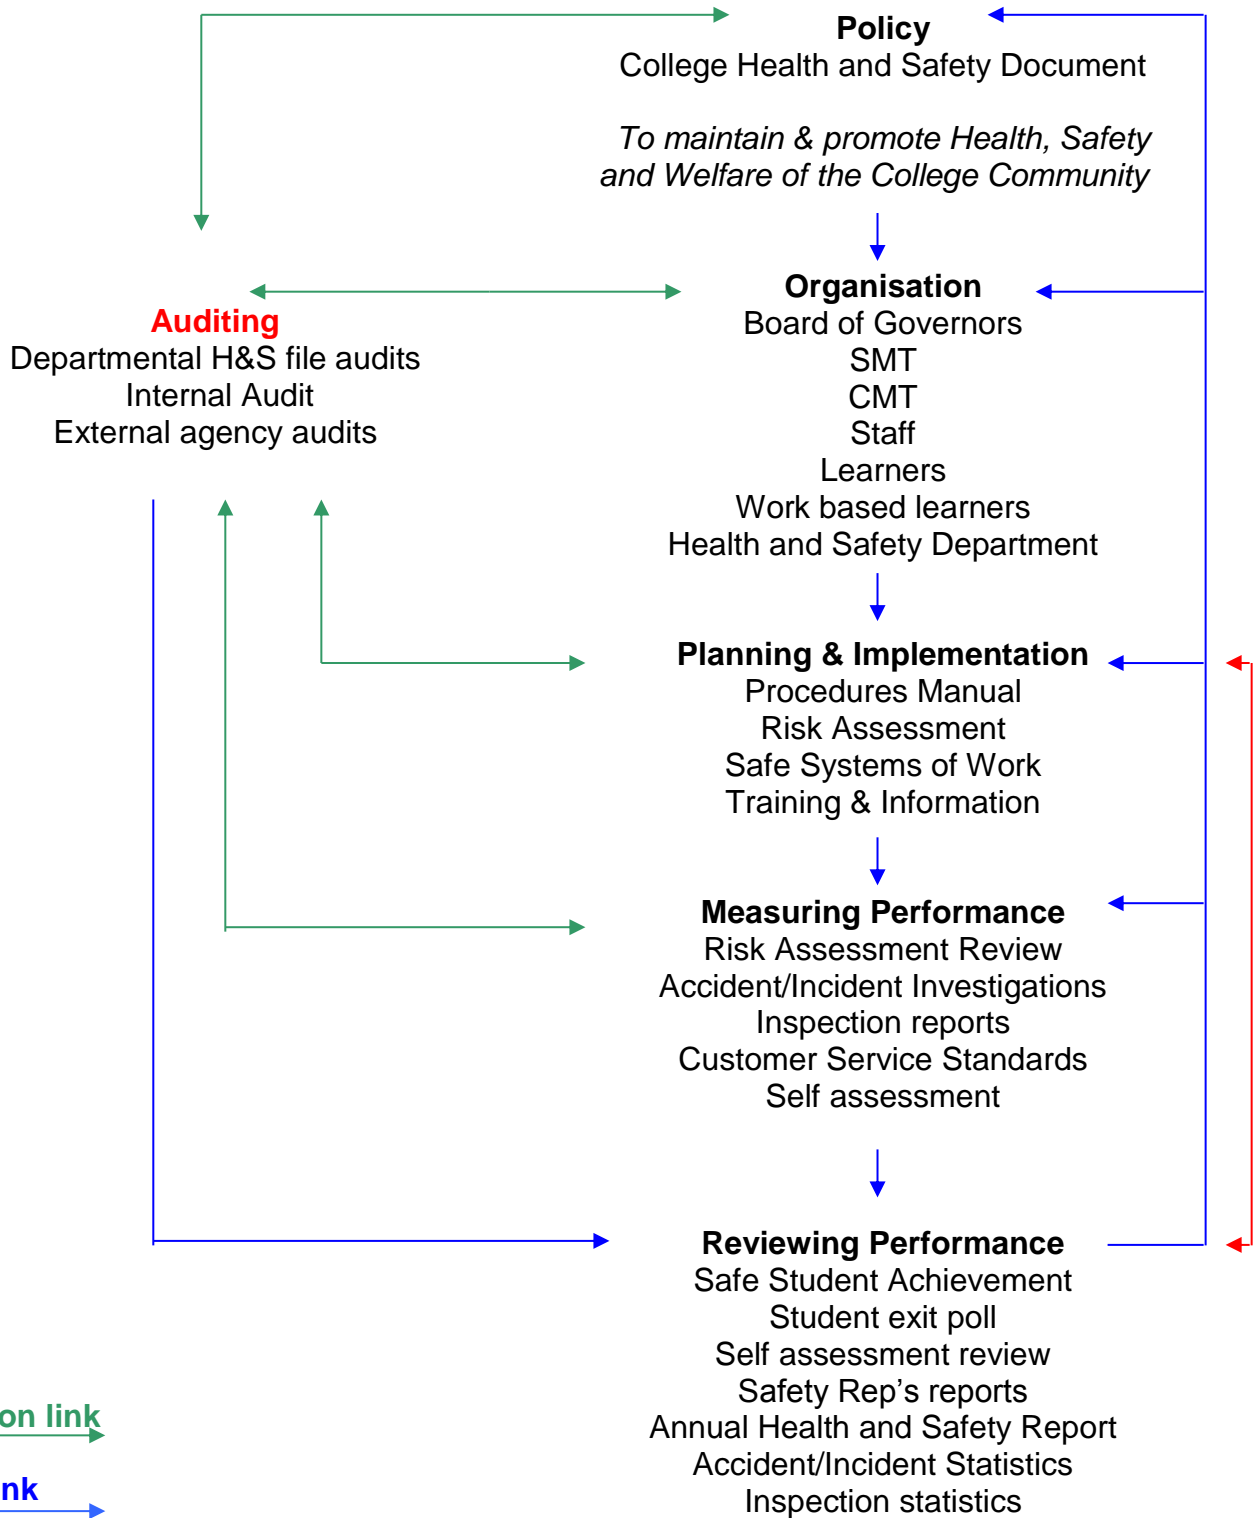 Policy
College Health and Safety Document
To maintain & promote Health, Safety
and Welfare of the College Community
Organisation
Board of Governors
SMT
CMT
Staff
Learners
Work based learners
Health and Safety Department
Auditing
Departmental H&S file audits
Internal Audit
External agency audits
Planning & Implementation
Procedures Manual
Risk Assessment
Safe Systems of Work
Training & Information
Measuring Performance
Risk Assessment Review
Accident/Incident Investigations
Inspection reports
Customer Service Standards
Self assessment
Reviewing Performance
Safe Student Achievement
Student exit poll
Self assessment review
Safety Rep’s reports
Annual Health and Safety Report
Accident/Incident Statistics
Inspection statistics
on link
nk